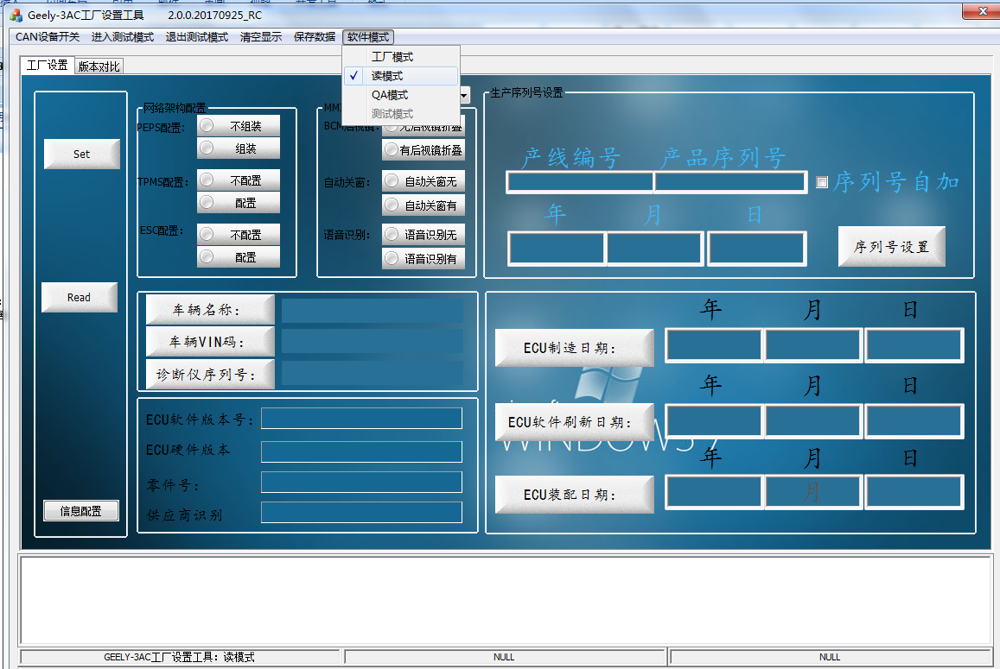 Geely-3AC工厂设置工具 2.0.0.20170925_RC
CAN设备开关 进入测试模式 退出测试模式 清空显示 保存数据 软件模式
工厂模式
读模式
QA模式
测试模式
工厂设置 版本对比
Set
Read
信息配置
网络架构配置
PEPS配置: 不组装
组装
TPMS配置: 不配置
配置
ESC配置: 不配置
配置
BCM后视镜: 无后视镜折叠
有后视镜折叠
自动关窗: 自动关窗无
自动关窗有
语音识别: 语音识别无
语音识别有
生产序列号设置
产线编号 产品序列号
序列号自加
年 月 日
序列号设置
车辆名称:
车辆VIN码:
诊断仪序列号:
ECU软件版本号:
ECU硬件版本
零件号:
供应商识别
年 月 日
ECU制造日期:
年 月 日
ECU软件刷新日期:
年 月 日
ECU装配日期: 月
GEELY-3AC工厂设置工具: 读模式 NULL NULL